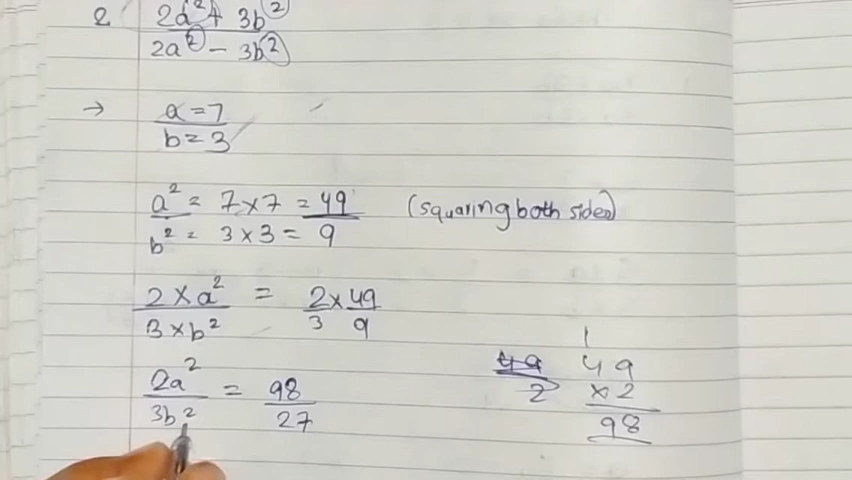 2 2a² + 3b²
2a² - 3b²
→ a = 7
b = 3
a² = 7 × 7 = 49 (squaring both sides)
b² = 3 × 3 = 9
2 × a² = 2 × 49
3 × b² 3 9
2a² = 98
3b² 27
49 49
2 × 2
98
1